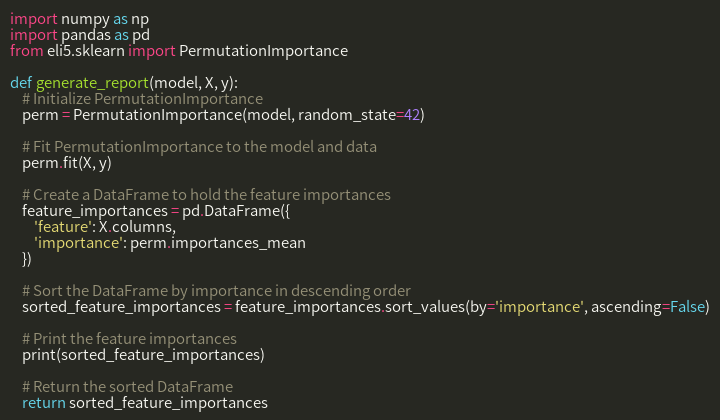 import numpy as np
import pandas as pd
from eli5.sklearn import PermutationImportance

def generate_report(model, X, y):
    # Initialize PermutationImportance
    perm = PermutationImportance(model, random_state=42)

    # Fit PermutationImportance to the model and data
    perm.fit(X, y)

    # Create a DataFrame to hold the feature importances
    feature_importances = pd.DataFrame({
        'feature': X.columns,
        'importance': perm.importances_mean
    })

    # Sort the DataFrame by importance in descending order
    sorted_feature_importances = feature_importances.sort_values(by='importance', ascending=False)

    # Print the feature importances
    print(sorted_feature_importances)

    # Return the sorted DataFrame
    return sorted_feature_importances